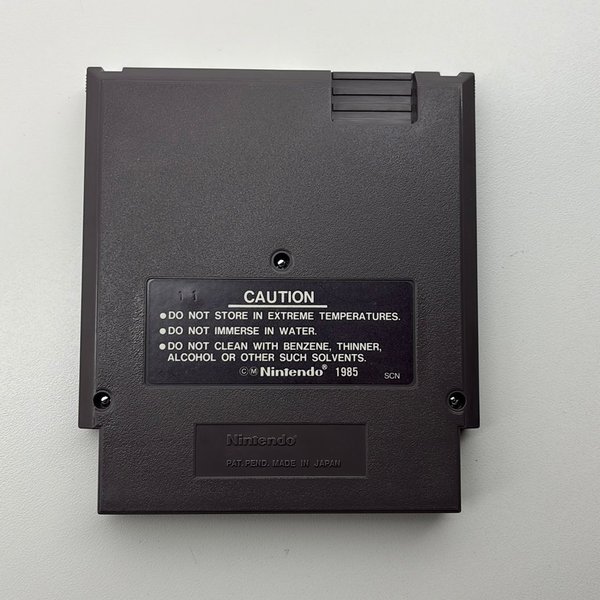 11
CAUTION
●DO NOT STORE IN EXTREME TEMPERATURES.
●DO NOT IMMERSE IN WATER.
●DO NOT CLEAN WITH BENZENE, THINNER,
ALCOHOL OR OTHER SUCH SOLVENTS.
©Ⓜ Nintendo® 1985
SCN
Nintendo®
PAT. PEND. MADE IN JAPAN